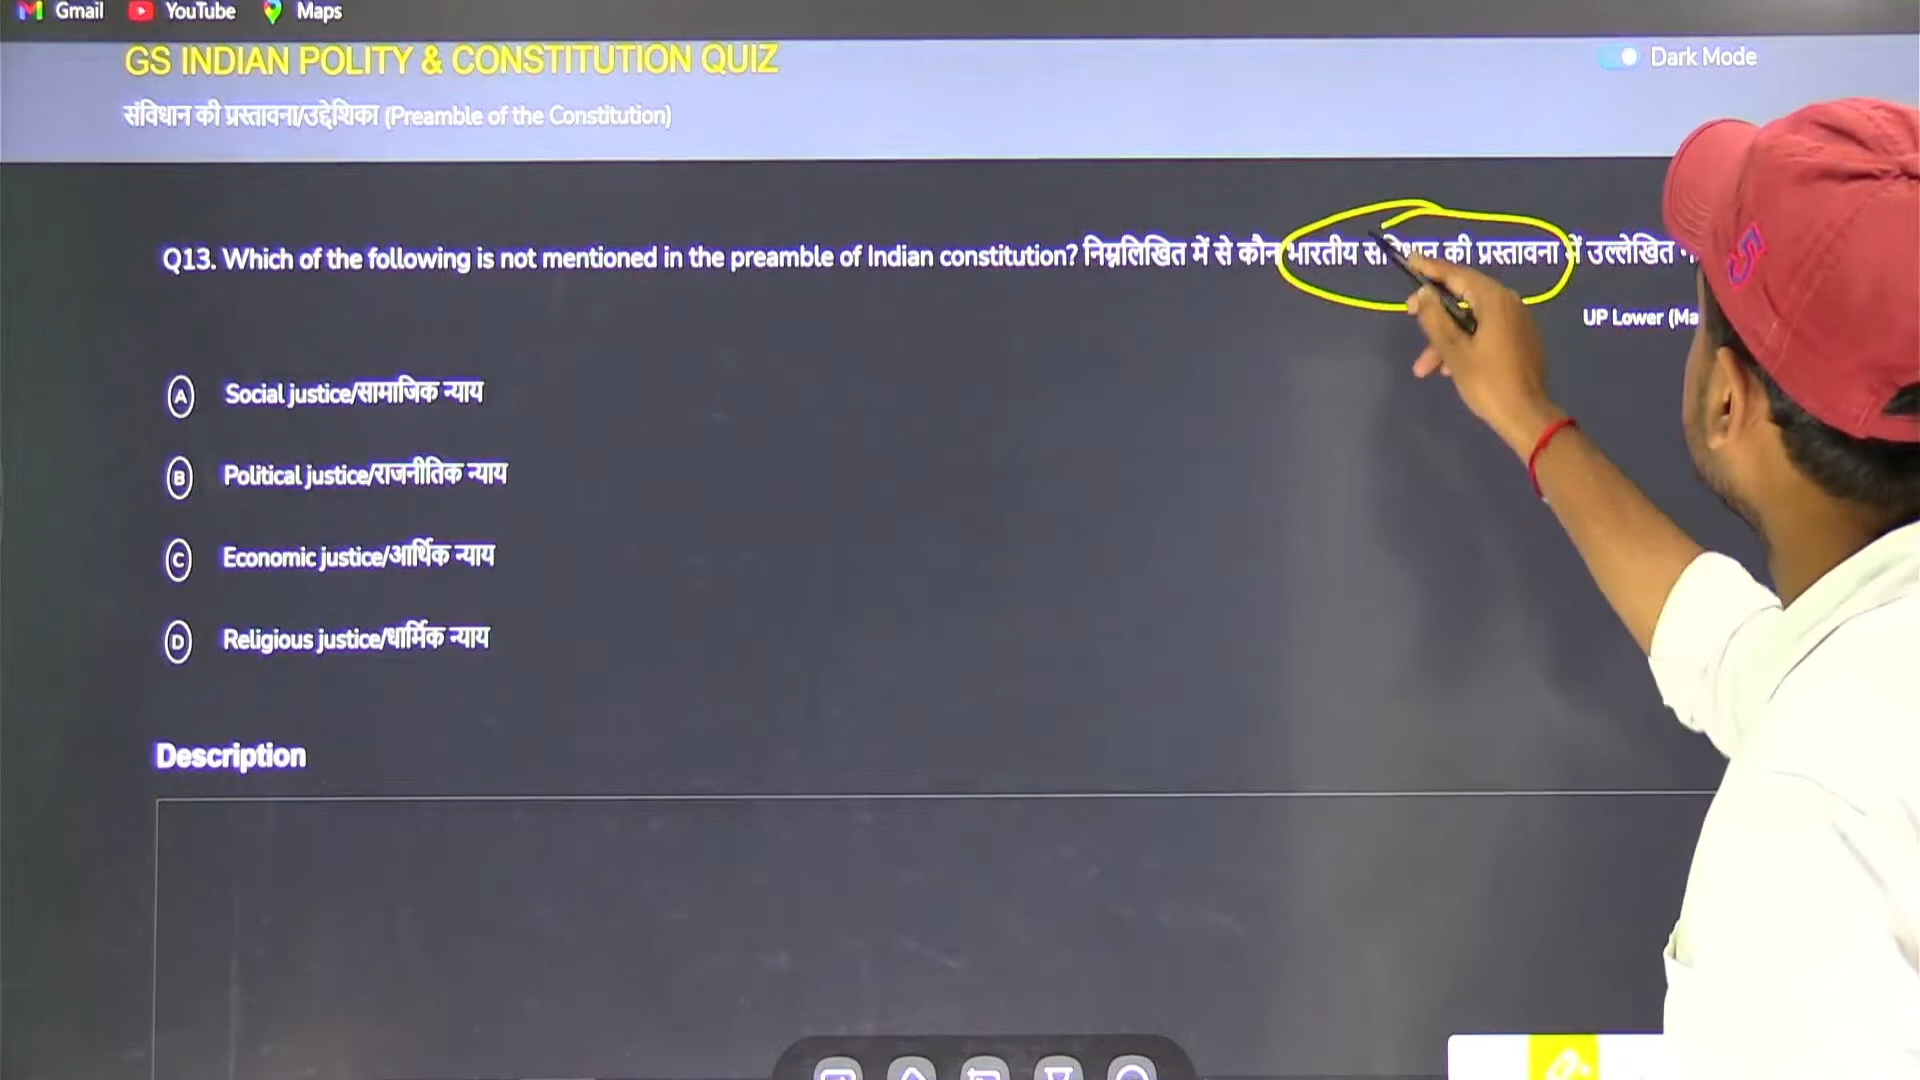 Gmail YouTube Maps
GS INDIAN POLITY & CONSTITUTION QUIZ
Dark Mode
संविधान की प्रस्तावना/उद्देशिका (Preamble of the Constitution)
Q13. Which of the following is not mentioned in the preamble of Indian constitution? निम्नलिखित में से कौन भारतीय संविधान की प्रस्तावना में उल्लेखित
UP Lower
A Social justice/सामाजिक न्याय
B Political justice/राजनीतिक न्याय
C Economic justice/आर्थिक न्याय
D Religious justice/धार्मिक न्याय
Description
5